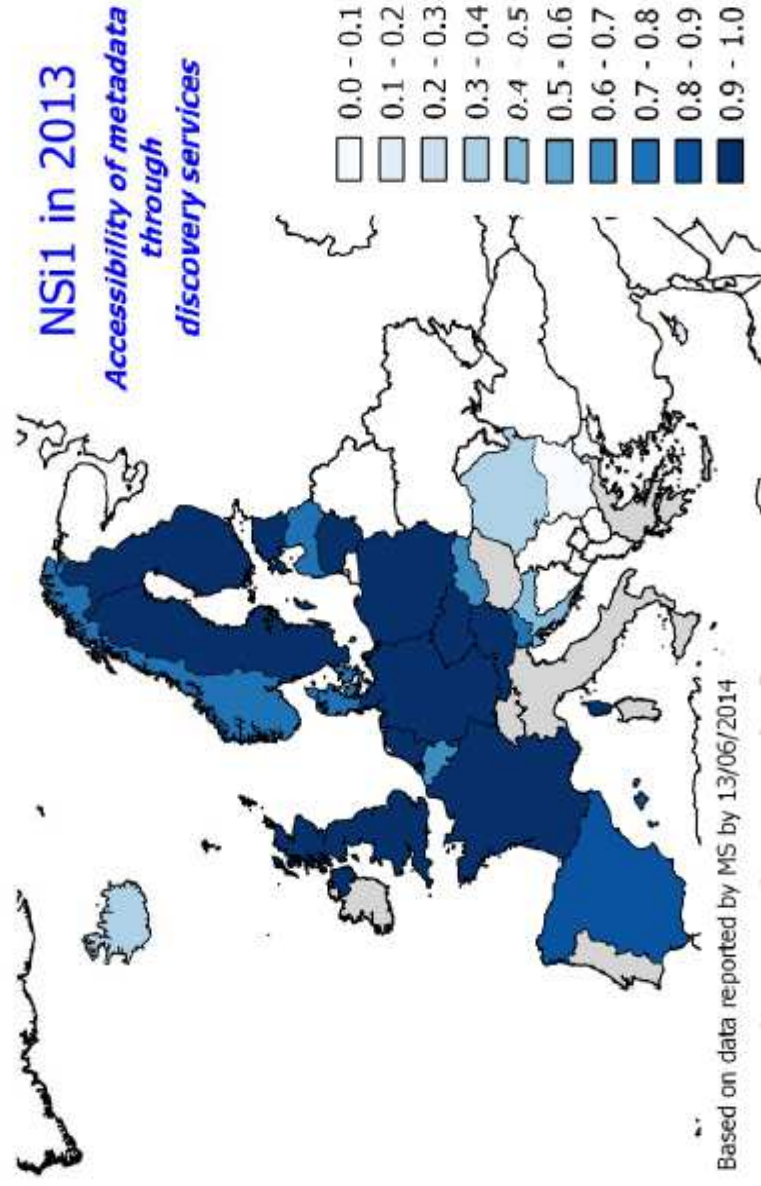 NSi1 in 2013
Accessibility of metadata
through
discovery services
0.0 - 0.1
0.1 - 0.2
0.2 - 0.3
0.3 - 0.4
0.4 - 0.5
0.5 - 0.6
0.6 - 0.7
0.7 - 0.8
0.8 - 0.9
0.9 - 1.0
Based on data reported by MS by 13/06/2014